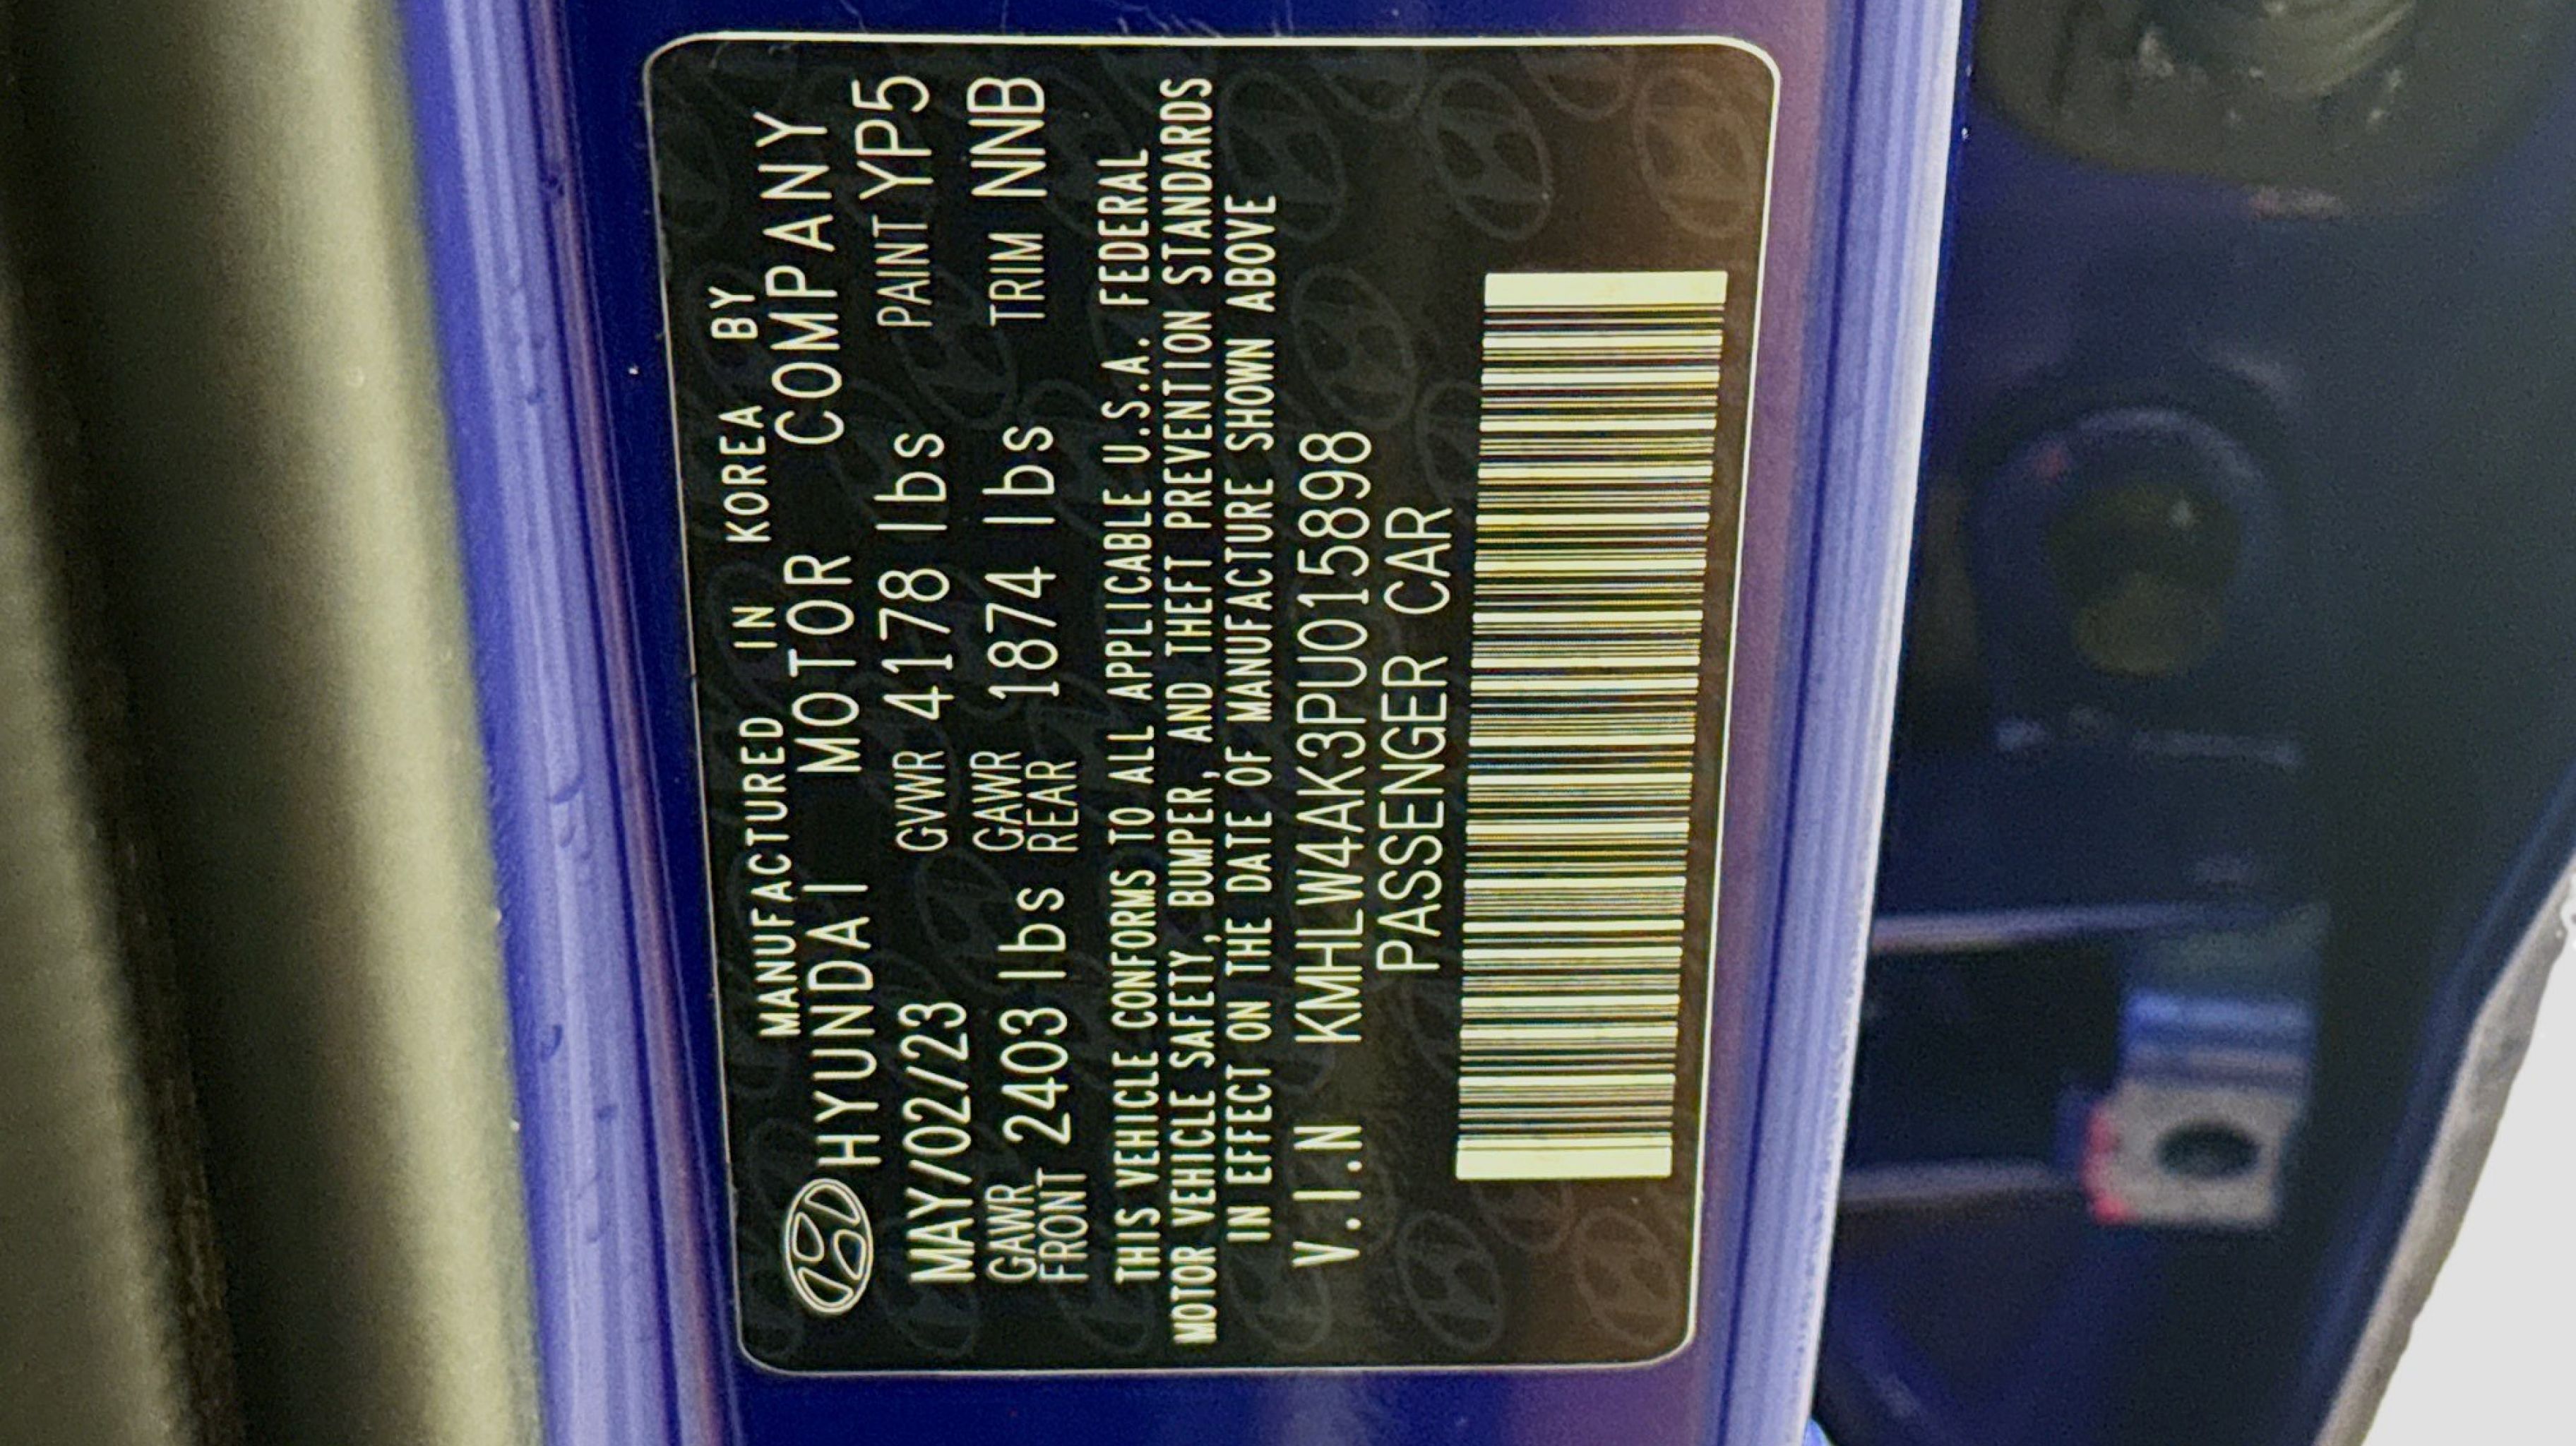 MANUFACTURED IN KOREA BY
HYUNDAI MOTOR COMPANY
MAY/02/23 GVWR 4178 lbs PAINT YP5
GAWR FRONT 2403 lbs GAWR REAR 1874 lbs TRIM NNB
THIS VEHICLE CONFORMS TO ALL APPLICABLE U.S.A. FEDERAL
MOTOR VEHICLE SAFETY, BUMPER, AND THEFT PREVENTION STANDARDS
IN EFFECT ON THE DATE OF MANUFACTURE SHOWN ABOVE
V.I.N KMHLW4AK3PU015898
PASSENGER CAR